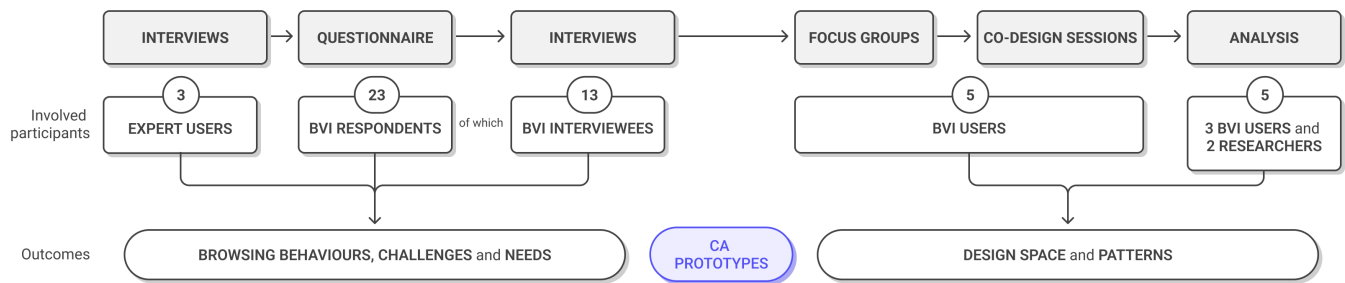 INTERVIEWS
QUESTIONNAIRE
INTERVIEWS
FOCUS GROUPS
CO-DESIGN SESSIONS
ANALYSIS
Involved
participants
3
EXPERT USERS
23
BVI RESPONDENTS
of which
13
BVI INTERVIEWEES
5
BVI USERS
5
3 BVI USERS and
2 RESEARCHERS
Outcomes
BROWSING BEHAVIOURS, CHALLENGES and NEEDS
CA
PROTOTYPES
DESIGN SPACE and PATTERNS